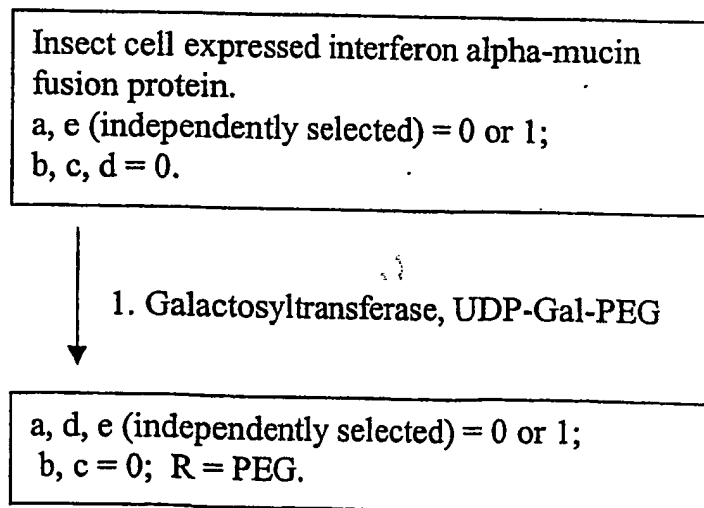 Insect cell expressed interferon alpha-mucin
fusion protein.
a, e (independently selected) = 0 or 1;
b, c, d = 0.
1. Galactosyltransferase, UDP-Gal-PEG
a, d, e (independently selected) = 0 or 1;
b, c = 0; R = PEG.